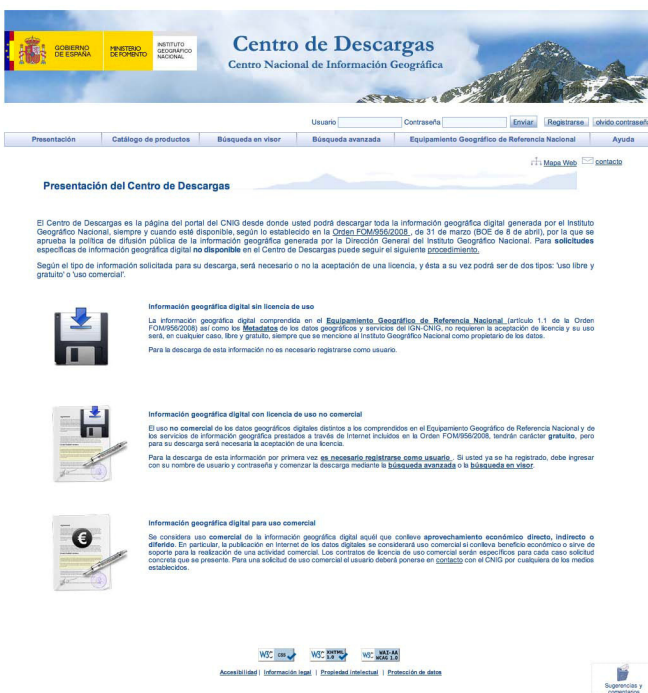 GOBIERNO
DE ESPAÑA
MINISTERIO
DE FOMENTO
INSTITUTO
GEOGRÁFICO
NACIONAL
Centro de Descargas
Centro Nacional de Información Geográfica
Usuario Contraseña Enviar Registrarse olvido contraseña
Presentación Catálogo de productos Búsqueda en visor Búsqueda avanzada Equipamiento Geográfico de Referencia Nacional Ayuda
Mapa Web contacto
Presentación del Centro de Descargas
El Centro de Descargas es la página del portal del CNIG desde donde usted podrá descargar toda la información geográfica digital generada por el Instituto
Geográfico Nacional, siempre y cuando esté disponible, según lo establecido en la Orden FOM/956/2008 , de 31 de marzo (BOE de 8 de abril), por la que se
aprueba la política de difusión pública de la información geográfica generada por la Dirección General del Instituto Geográfico Nacional. Para solicitudes
específicas de información geográfica digital no disponible en el Centro de Descargas puede seguir el siguiente procedimiento.
Según el tipo de información solicitada para su descarga, será necesario o no la aceptación de una licencia, y ésta a su vez podrá ser de dos tipos: 'uso libre y
gratuito' o 'uso comercial'.
Información geográfica digital sin licencia de uso
La información geográfica digital comprendida en el Equipamiento Geográfico de Referencia Nacional (artículo 1.1 de la Orden
FOM/956/2008) así como los Metadatos de los datos geográficos y servicios del IGN-CNIG, no requieren la aceptación de licencia y su uso
será, en cualquier caso, libre y gratuito, siempre que se mencione al Instituto Geográfico Nacional como propietario de los datos.
Para la descarga de esta información no es necesario registrarse como usuario.
Información geográfica digital con licencia de uso no comercial
El uso no comercial de los datos geográficos digitales distintos a los comprendidos en el Equipamiento Geográfico de Referencia Nacional y de
los servicios de información geográfica prestados a través de Internet incluidos en la Orden FOM/956/2008, tendrán carácter gratuito, pero
para su descarga será necesaria la aceptación de una licencia.
Para la descarga de esta información por primera vez es necesario registrarse como usuario . Si usted ya se ha registrado, debe ingresar
con su nombre de usuario y contraseña y comenzar la descarga mediante la búsqueda avanzada o la búsqueda en visor.
Información geográfica digital para uso comercial
Se considera uso comercial de la información geográfica digital aquél que conlleve aprovechamiento económico directo, indirecto o
diferido. En particular, la publicación en Internet de los datos digitales se considerará uso comercial si conlleva beneficio económico o sirve de
soporte para la realización de una actividad comercial. Los contratos de licencia de uso comercial serán específicos para cada caso solicitud
concreta que se presente. Para una solicitud de uso comercial el usuario deberá ponerse en contacto con el CNIG por cualquiera de los medios
establecidos.
W3C CSS W3C XHTML 1.0 W3C WAI-AA WCAG 1.0
Accesibilidad | Información legal | Propiedad intelectual | Protección de datos
Sugerencias y
comentarios